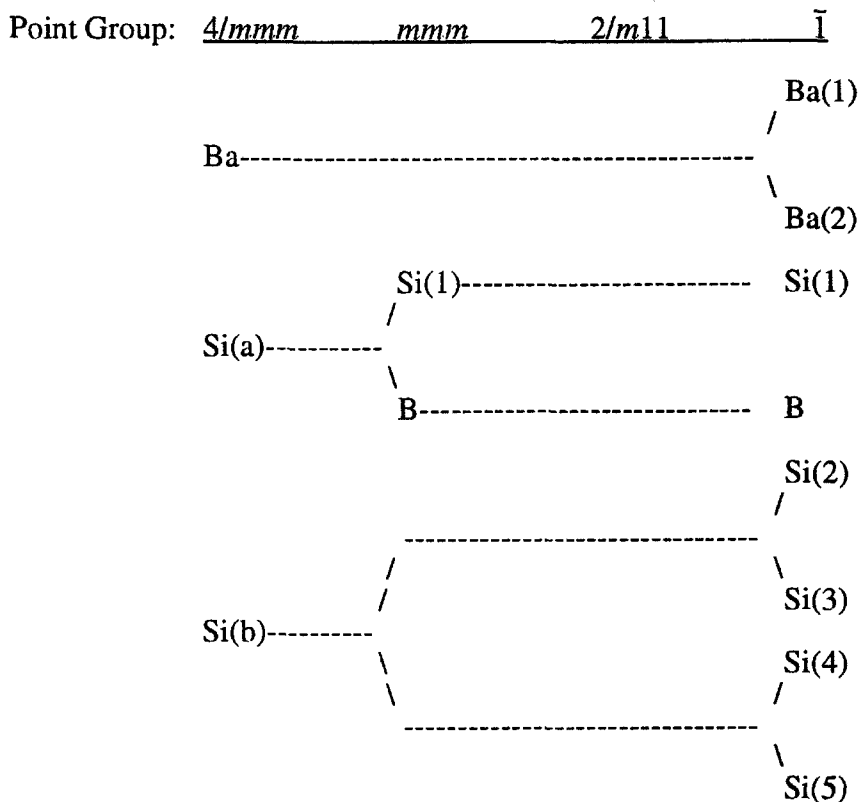 Point Group: 4/mmm mmm 2/m11 1̄
Ba(1)
Ba
Ba(2)
Si(1) Si(1)
Si(a)
B B
Si(2)
Si(3)
Si(b)
Si(4)
Si(5)